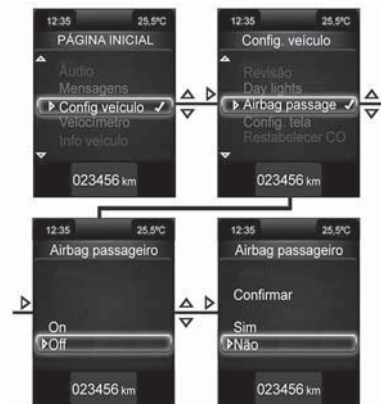 12:35 25,5ºC
PÁGINA INICIAL
Áudio
Mensagens
Config veículo
Velocímetro
Info veículo
023456 km
12:35 25,5ºC
Config. veículo
Revisão
Day lights
Airbag passage
Config. tela
Restabelecer CO
023456 km
12:35 25,5ºC
Airbag passageiro
On
Off
023456 km
12:35 25,5ºC
Airbag passageiro
Confirmar
Sim
Não
023456 km